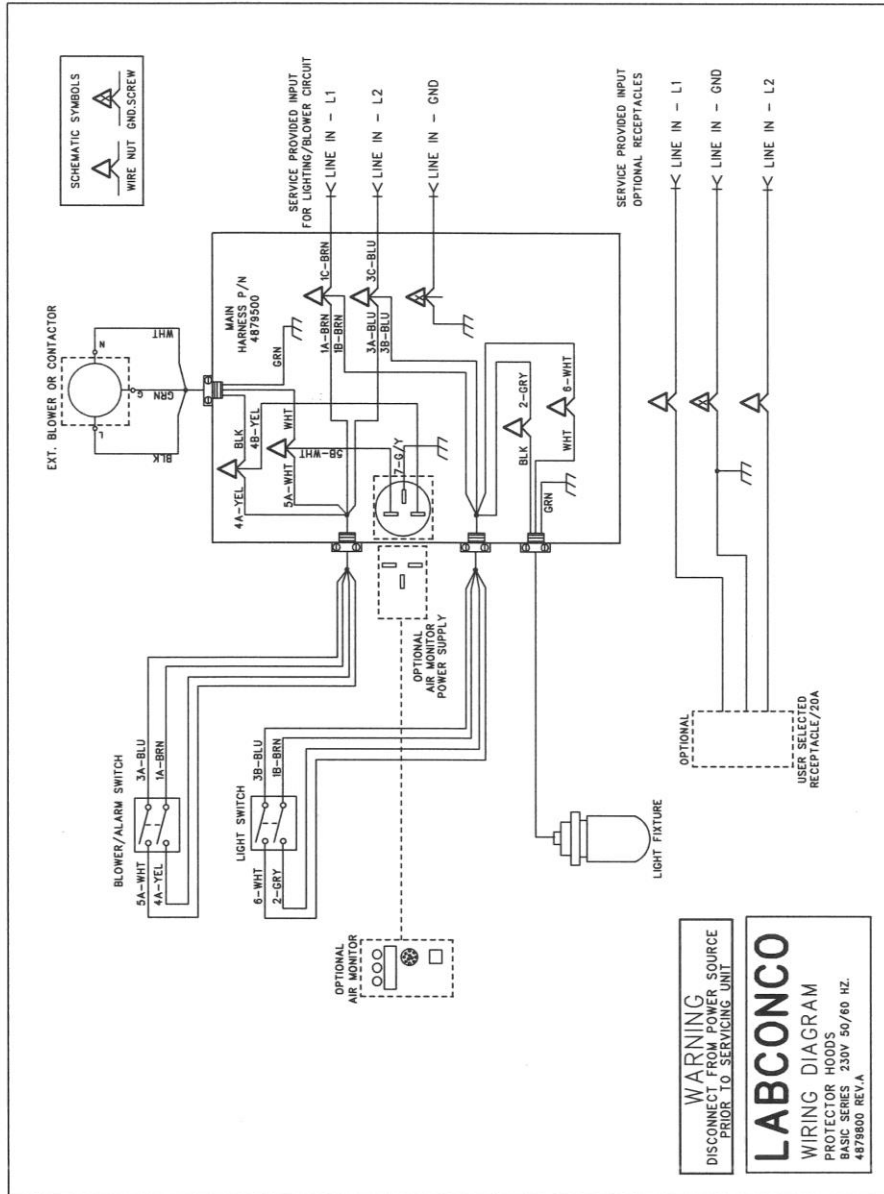 SCHEMATIC SYMBOLS
WIRE NUT
GND.SCREW
EXT. BLOWER OR CONTACTOR
L
G
N
BLK
GRN
WHT
SERVICE PROVIDED INPUT
FOR LIGHTING/BLOWER CIRCUIT
LINE IN - L1
LINE IN - L2
LINE IN - GND
MAIN
HARNESS P/N
4879500
GRN
1C-BRN
1A-BRN
1B-BRN
3C-BLU
3A-BLU
3B-BLU
4A-YEL
BLK
4B-YEL
5A-WHT
WHT
5B-WHT
7-G/Y
BLK
2-GRY
WHT
6-WHT
GRN
BLOWER/ALARM SWITCH
5A-WHT
4A-YEL
3A-BLU
1A-BRN
LIGHT SWITCH
6-WHT
2-GRY
3B-BLU
1B-BRN
OPTIONAL
AIR MONITOR
POWER SUPPLY
OPTIONAL
AIR MONITOR
LIGHT FIXTURE
SERVICE PROVIDED INPUT
OPTIONAL RECEPTACLES
LINE IN - L1
LINE IN - GND
LINE IN - L2
OPTIONAL
USER SELECTED
RECEPTACLE/20A
WARNING
DISCONNECT FROM POWER SOURCE
PRIOR TO SERVICING UNIT
LABCONCO
WIRING DIAGRAM
PROTECTOR HOODS
BASIC SERIES 230V 50/60 HZ.
4879800 REV.A